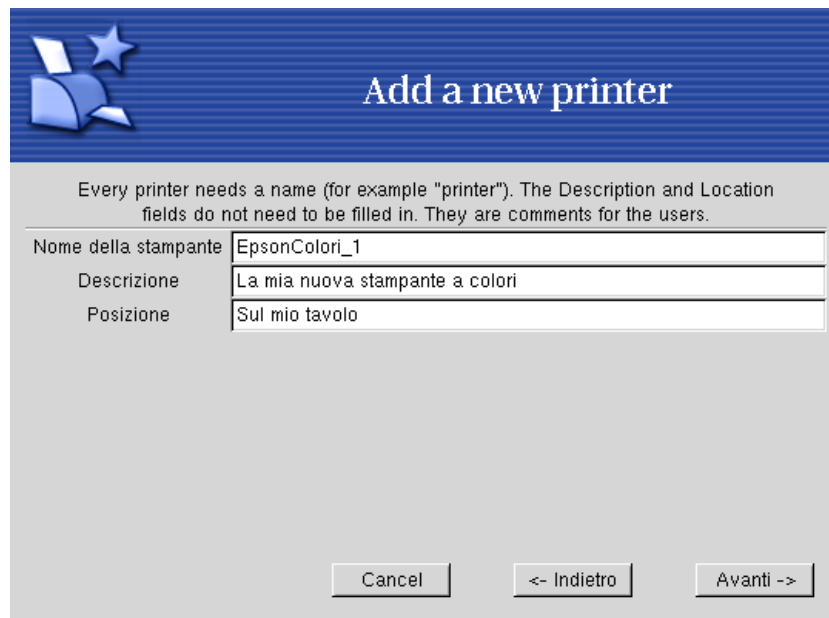 Add a new printer
Every printer needs a name (for example "printer"). The Description and Location
fields do not need to be filled in. They are comments for the users.
Nome della stampante EpsonColori_1
Descrizione La mia nuova stampante a colori
Posizione Sul mio tavolo
Cancel <- Indietro Avanti ->